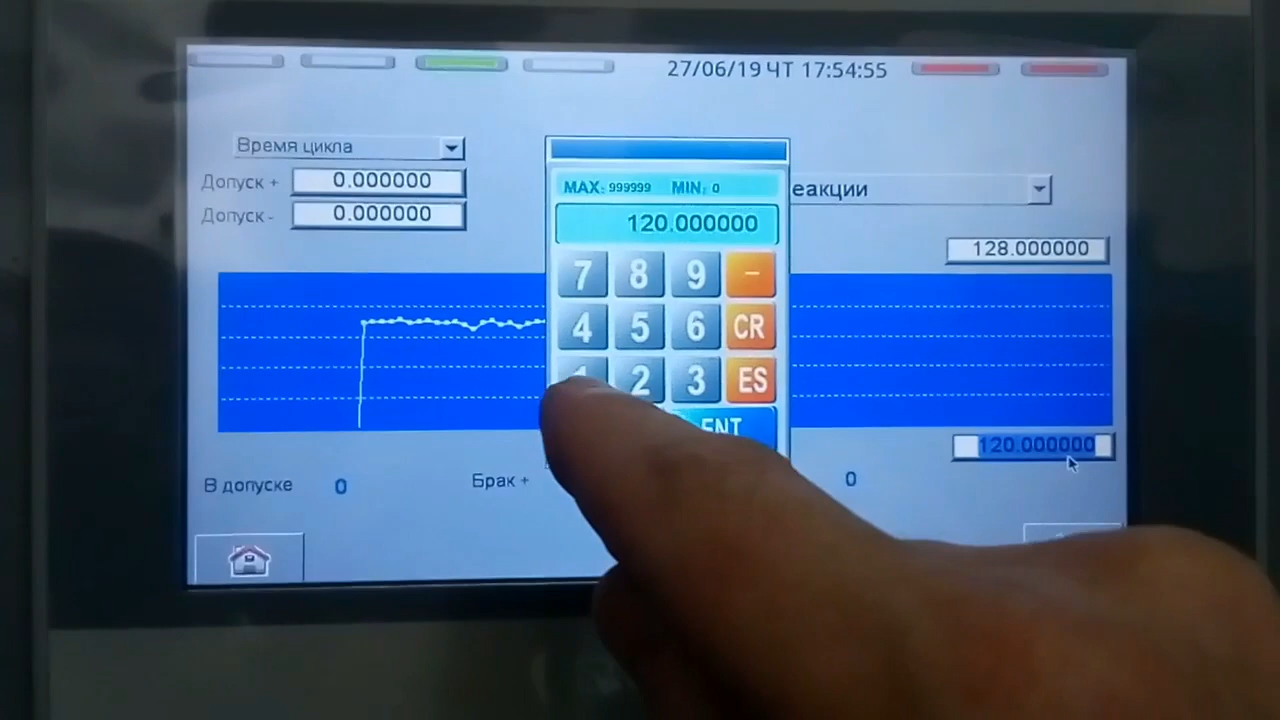 27/06/19 ЧТ 17:54:55
Время цикла
Допуск + 0.000000
Допуск - 0.000000
MAX: 999999 MIN: 0
120.000000
7 8 9 -
4 5 6 CR
1 2 3 ES
ENT
еакции
128.000000
120.000000
В допуске 0
Брак +
0